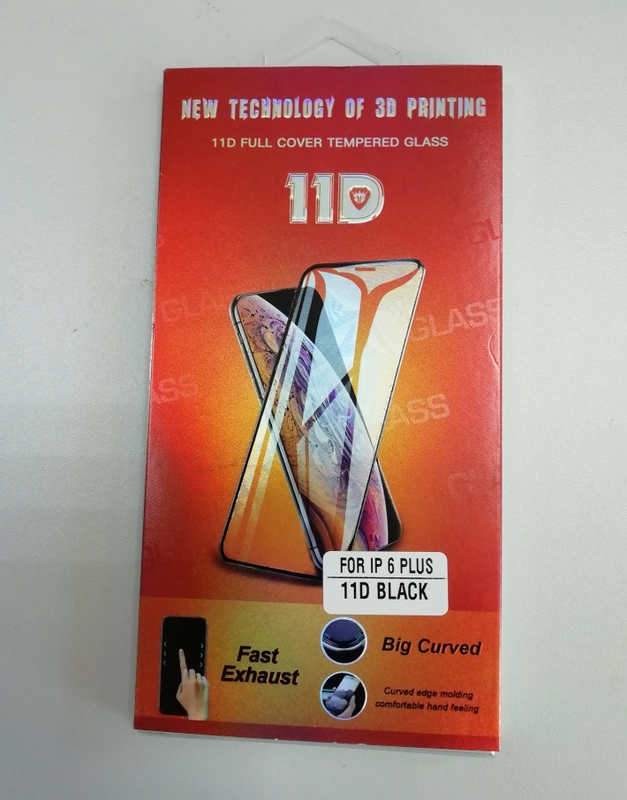 NEW TECHNOLOGY OF 3D PRINTING
11D FULL COVER TEMPERED GLASS
11D
GLASS
GLASS
GLASS
GLASS
FOR IP 6 PLUS
11D BLACK
Fast
Exhaust
Big Curved
Curved edge molding
comfortable hand feeling